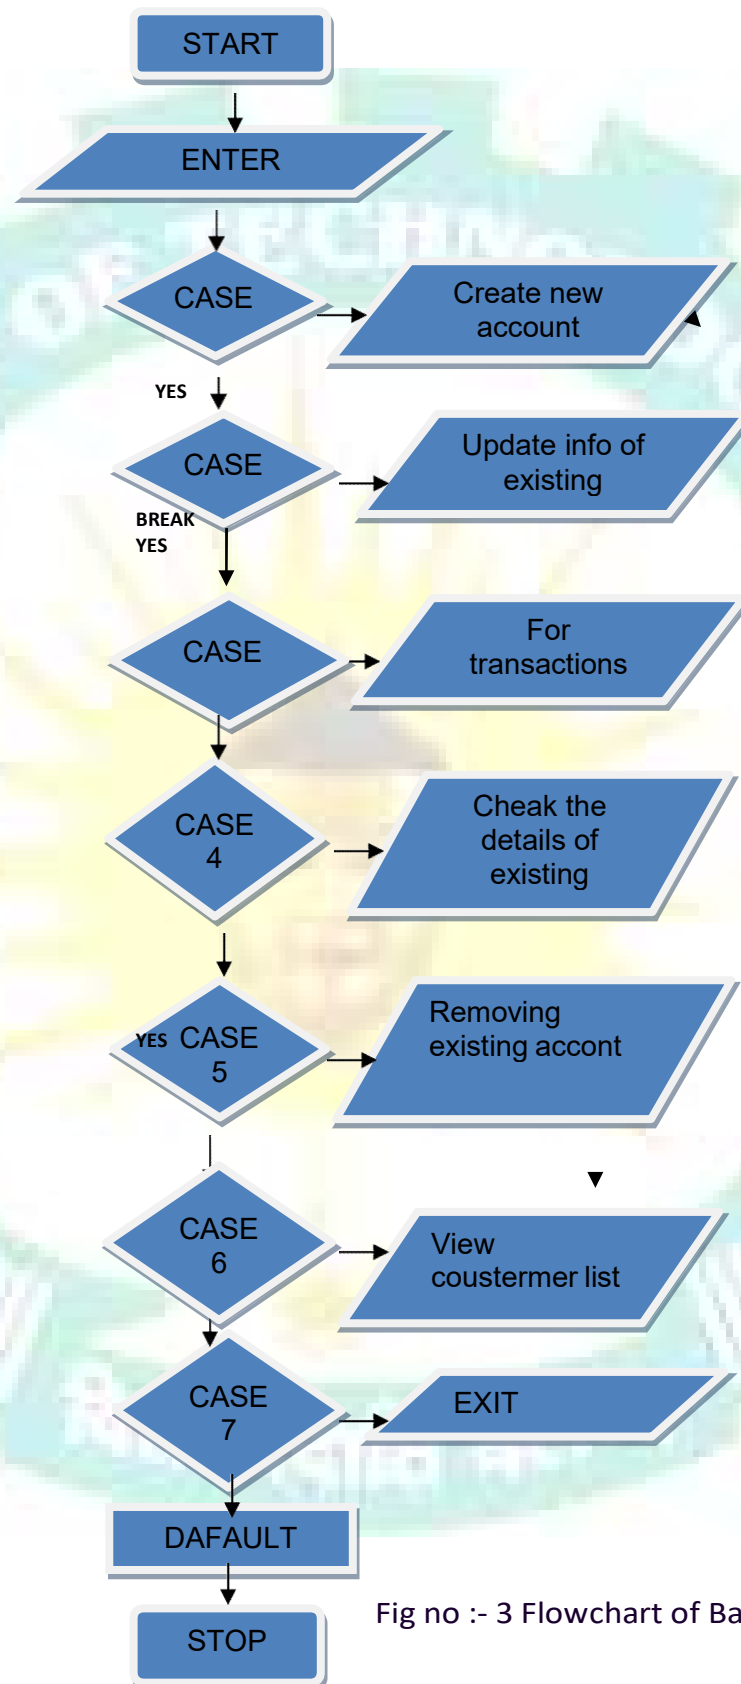 START
ENTER
CASE
Create new
account
YES
CASE
Update info of
existing
BREAK
YES
CASE
For
transactions
CASE
4
Cheak the
details of
existing
YES
CASE
5
Removing
existing accont
CASE
6
View
coustermer list
CASE
7
EXIT
DAFAULT
STOP
Fig no :- 3 Flowchart of Ba